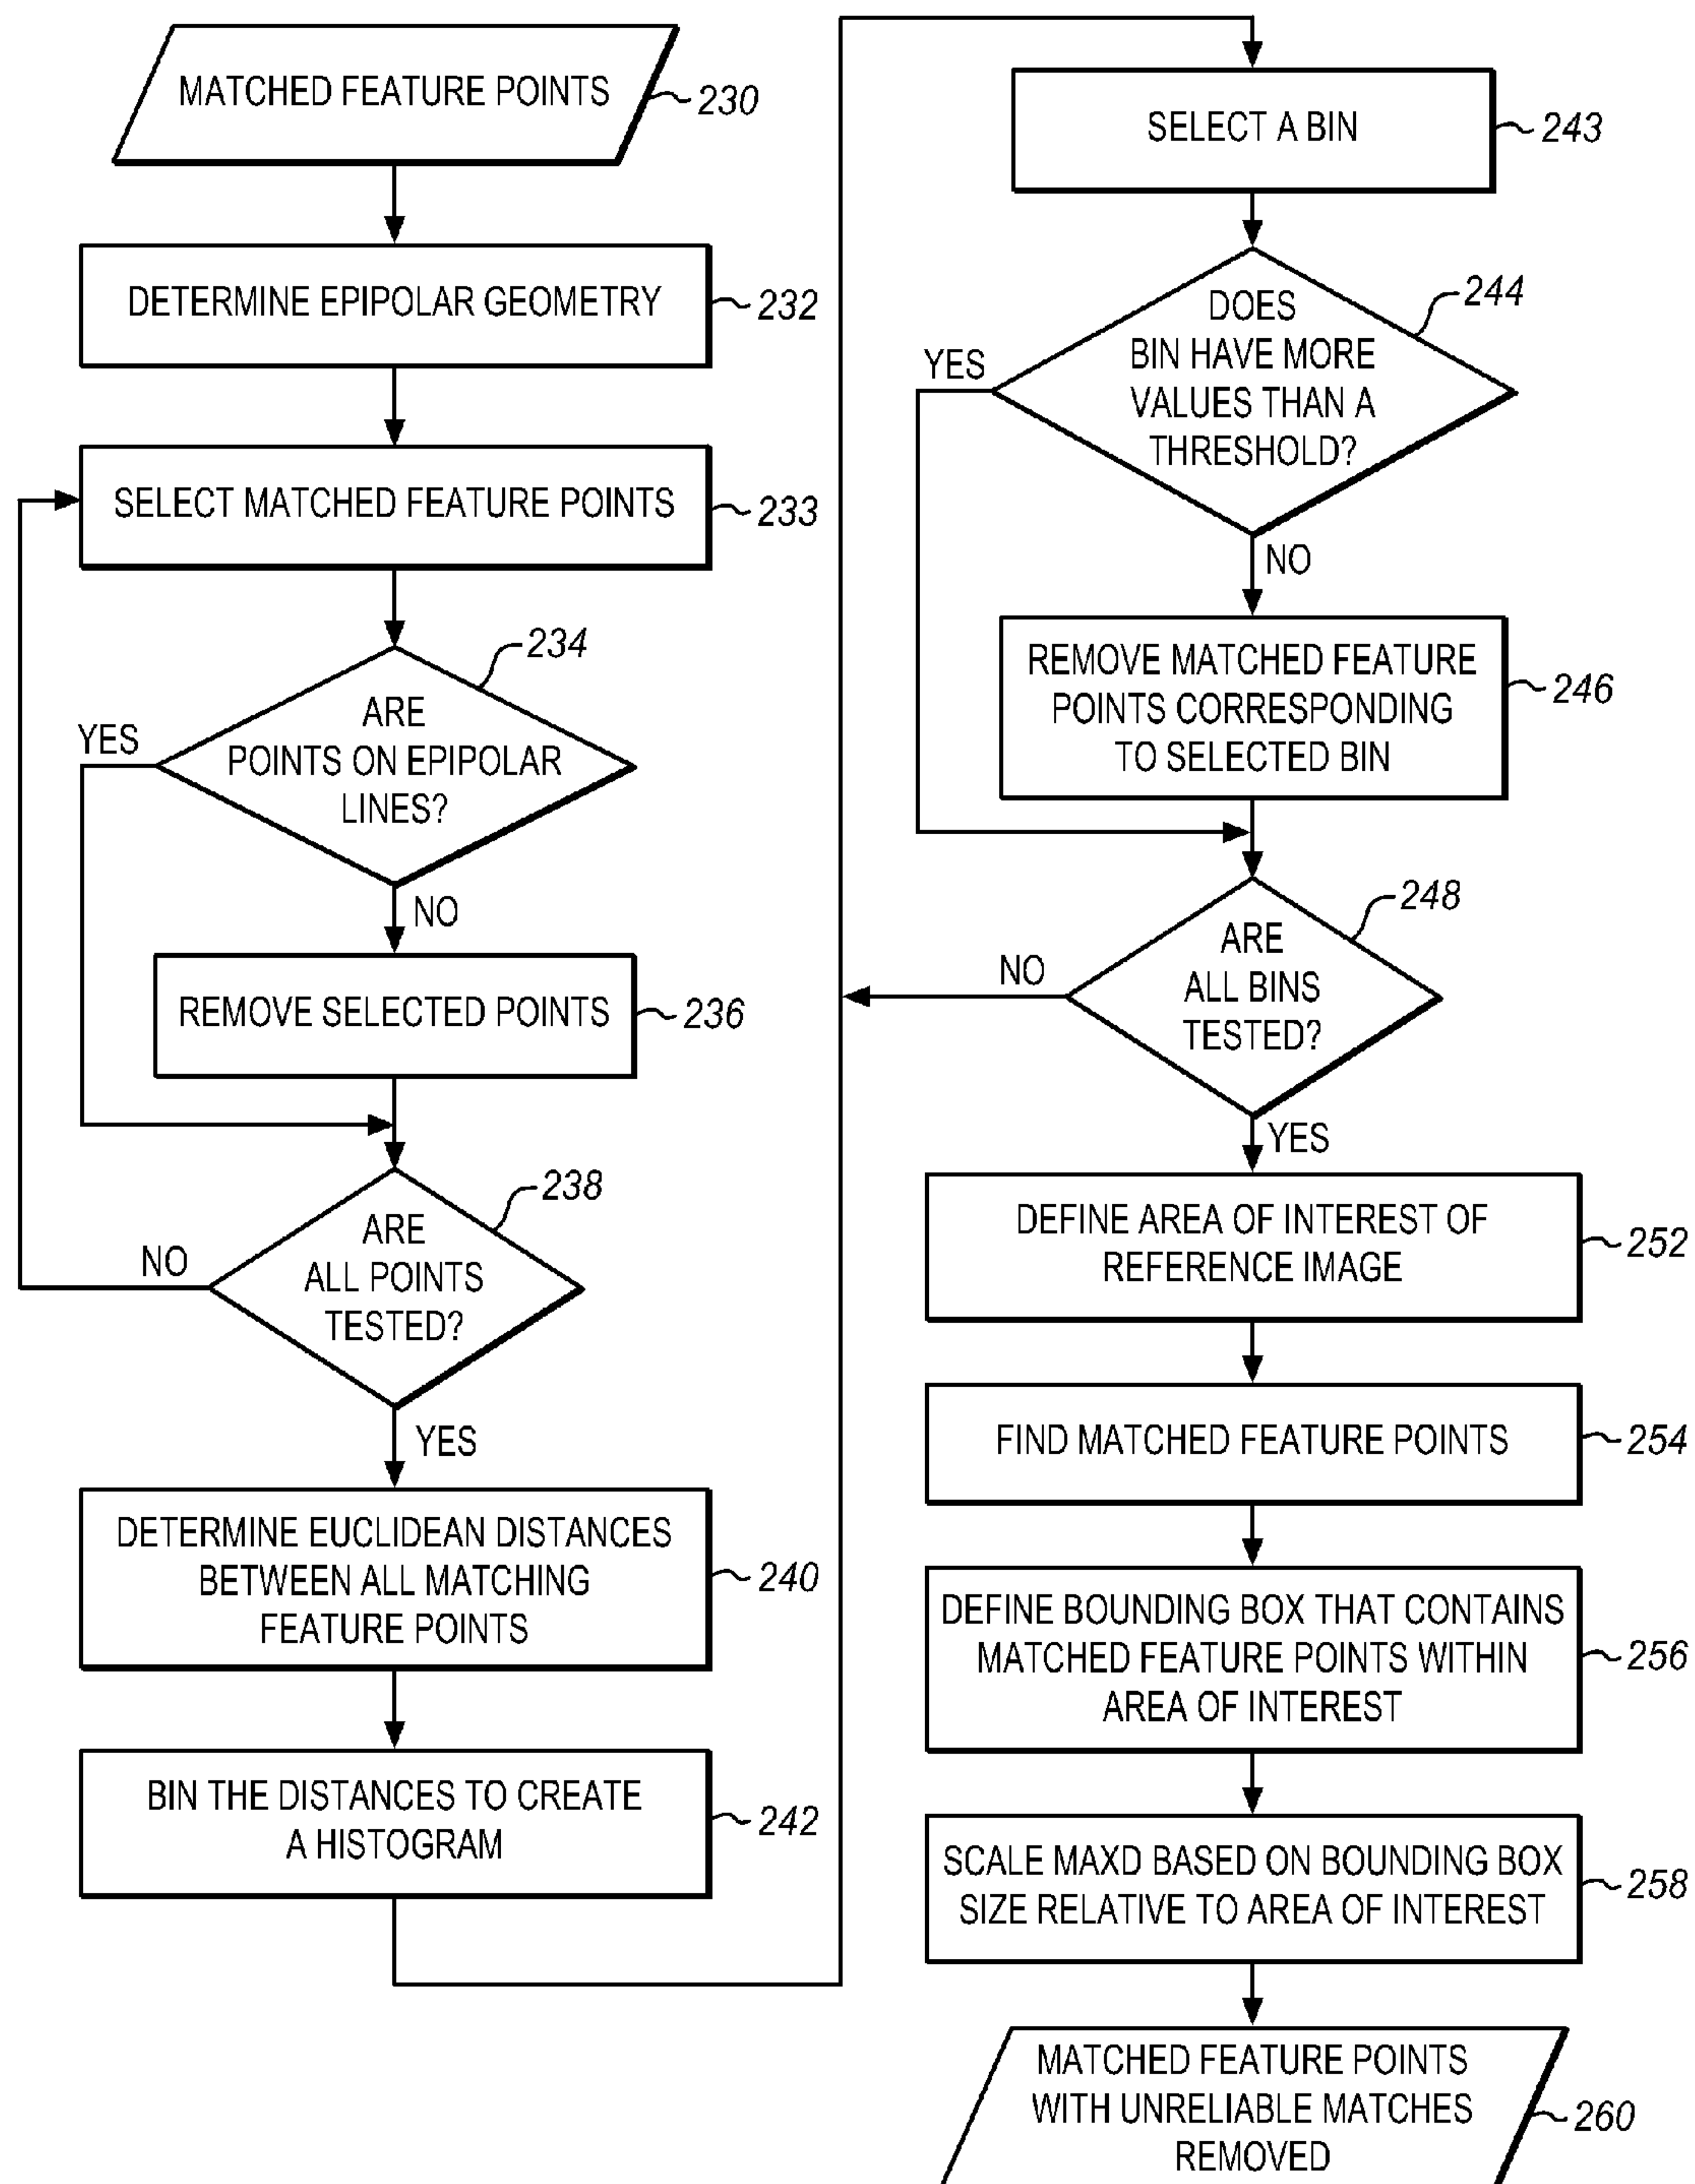 MATCHED FEATURE POINTS
230
DETERMINE EPIPOLAR GEOMETRY
232
SELECT MATCHED FEATURE POINTS
233
234
ARE
POINTS ON EPIPOLAR
LINES?
YES
NO
REMOVE SELECTED POINTS
236
238
ARE
ALL POINTS
TESTED?
NO
YES
DETERMINE EUCLIDEAN DISTANCES
BETWEEN ALL MATCHING
FEATURE POINTS
240
BIN THE DISTANCES TO CREATE
A HISTOGRAM
242
SELECT A BIN
243
244
DOES
BIN HAVE MORE
VALUES THAN A
THRESHOLD?
YES
NO
REMOVE MATCHED FEATURE
POINTS CORRESPONDING
TO SELECTED BIN
246
248
ARE
ALL BINS
TESTED?
NO
YES
DEFINE AREA OF INTEREST OF
REFERENCE IMAGE
252
FIND MATCHED FEATURE POINTS
254
DEFINE BOUNDING BOX THAT CONTAINS
MATCHED FEATURE POINTS WITHIN
AREA OF INTEREST
256
SCALE MAXD BASED ON BOUNDING BOX
SIZE RELATIVE TO AREA OF INTEREST
258
MATCHED FEATURE POINTS
WITH UNRELIABLE MATCHES
REMOVED
260